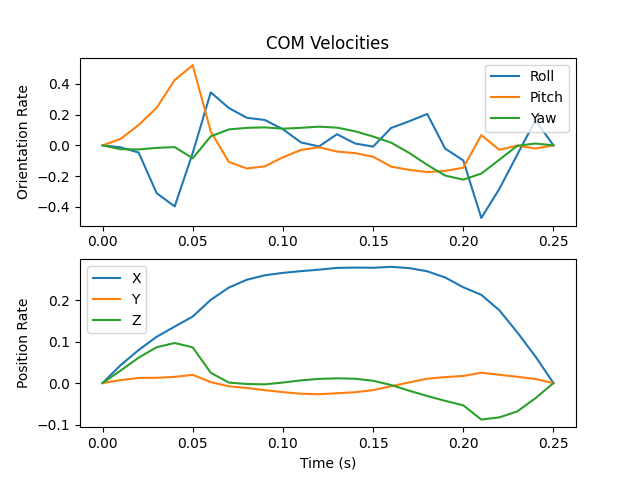 COM Velocities
Orientation Rate
0.4
0.2
0.0
−0.2
−0.4
Roll
Pitch
Yaw
0.00
0.05
0.10
0.15
0.20
0.25
Position Rate
0.2
0.1
0.0
−0.1
X
Y
Z
0.00
0.05
0.10
0.15
0.20
0.25
Time (s)